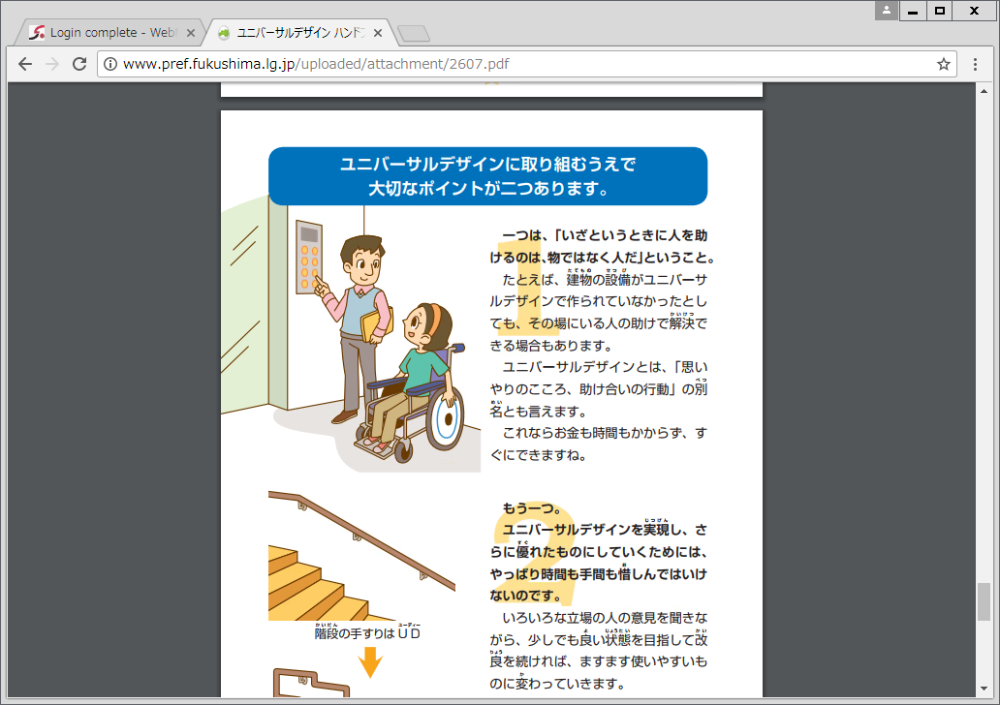 Login complete - Web
ユニバーサルデザイン ハンド
www.pref.fukushima.lg.jp/uploaded/attachment/2607.pdf
ユニバーサルデザインに取り組むうえで
大切なポイントが二つあります。
1
一つは、「いざというときに人を助
けるのは、物ではなく人だ」ということ。
たとえば、建物の設備がユニバーサ
ルデザインで作られていなかったとし
ても、その場にいる人の助けで解決で
きる場合もあります。
ユニバーサルデザインとは、「思い
やりのこころ、助け合いの行動」の別
名とも言えます。
これならお金も時間もかからず、す
ぐにできますね。
2
もう一つ。
ユニバーサルデザインを実現し、さ
らに優れたものにしていくためには、
やっぱり時間も手間も惜しんではいけ
ないのです。
いろいろな立場の人の意見を聞きな
がら、少しでも良い状態を目指して改
良を続ければ、ますます使いやすいも
のに変わっていきます。
階段の手すりはUD